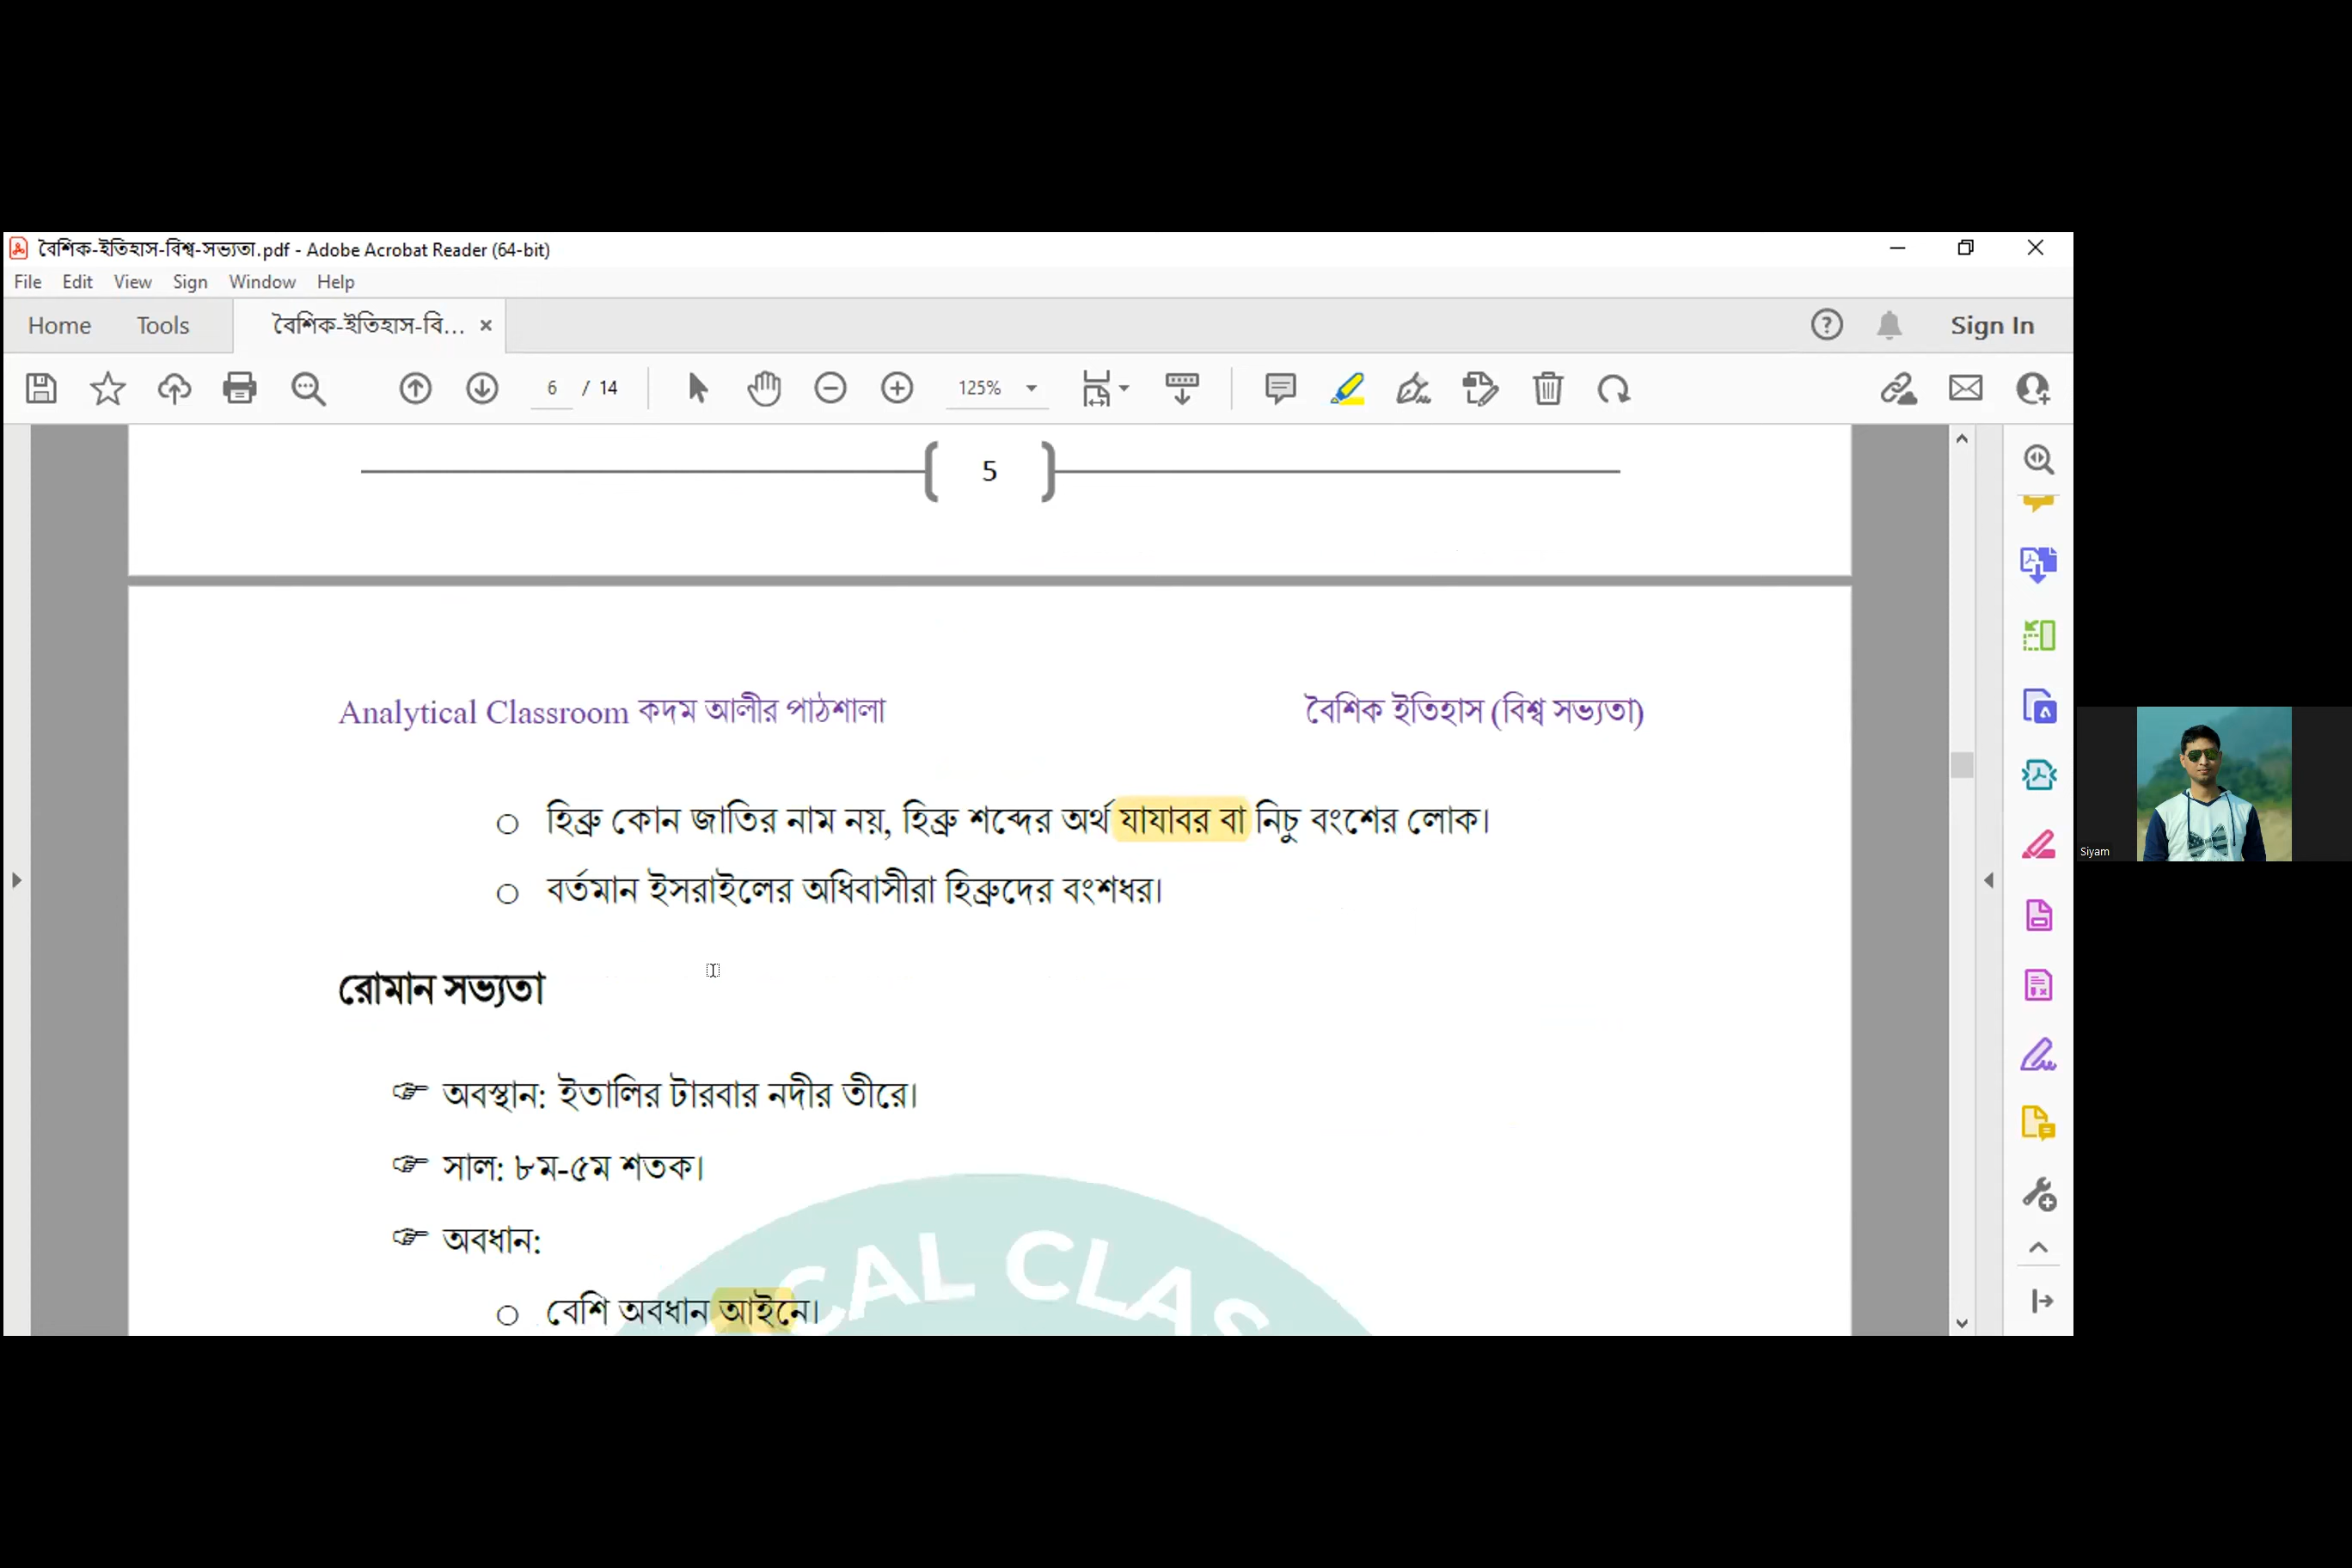 বৈশিক-ইতিহাস-বিশ্ব-সভ্যতা.pdf - Adobe Acrobat Reader (64-bit)
File Edit View Sign Window Help
Home Tools বৈশিক-ইতিহাস-বি... × Sign In
6 / 14 125%
5
Analytical Classroom কদম আলীর পাঠশালা বৈশিক ইতিহাস (বিশ্ব সভ্যতা)
○ হিব্রু কোন জাতির নাম নয়, হিব্রু শব্দের অর্থ যাযাবর বা নিচু বংশের লোক।
○ বর্তমান ইসরাইলের অধিবাসীরা হিব্রুদের বংশধর।
রোমান সভ্যতা
☞ অবস্থান: ইতালির টারবার নদীর তীরে।
☞ সাল: ৮ম-৫ম শতক।
☞ অবধান:
○ বেশি অবধান আইনে।
CAL CLAS
Siyam